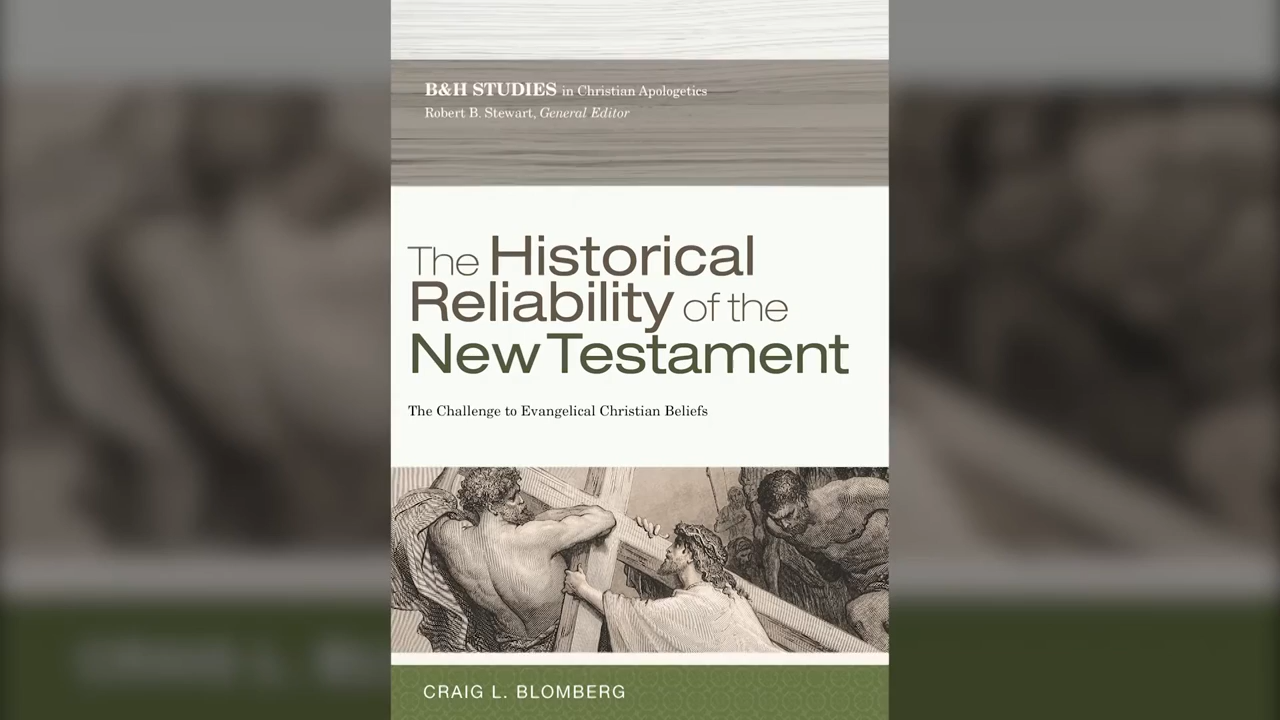 B&H STUDIES in Christian Apologetics
Robert B. Stewart, General Editor
The Historical
Reliability of the
New Testament
The Challenge to Evangelical Christian Beliefs
CRAIG L. BLOMBERG